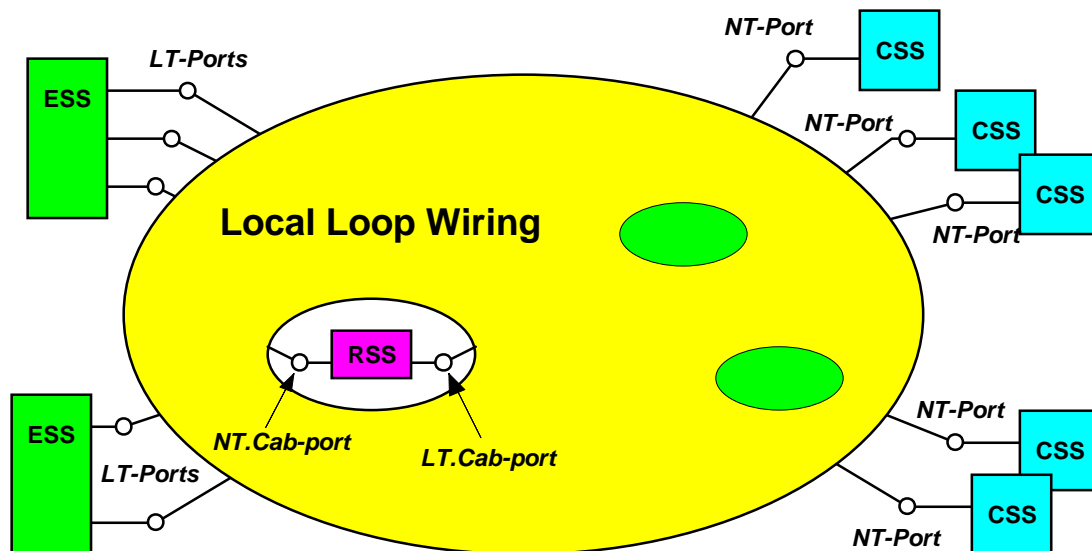 NT-Port
CSS
LT-Ports
ESS
NT-Port
CSS
CSS
NT-Port
Local Loop Wiring
RSS
NT.Cab-port
LT.Cab-port
ESS
LT-Ports
NT-Port
CSS
CSS
NT-Port